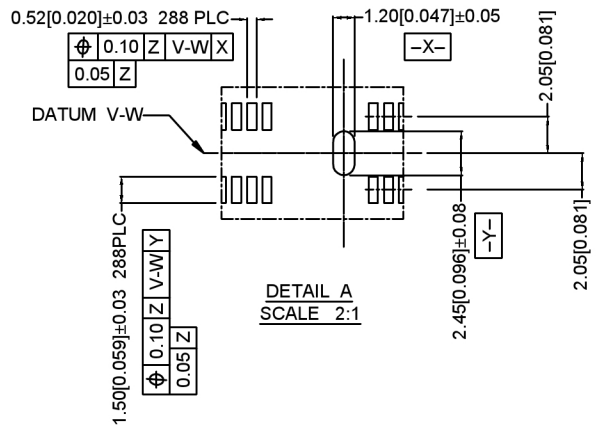 0.52[0.020]±0.03 288 PLC
⌖ 0.10 Z V-W X
0.05 Z
1.20[0.047]±0.05
-X-
2.05[0.081]
DATUM V-W
1.50[0.059]±0.03 288PLC
⌖ 0.10 Z V-W Y
0.05 Z
2.45[0.096]±0.08
-Y-
2.05[0.081]
DETAIL A
SCALE 2:1